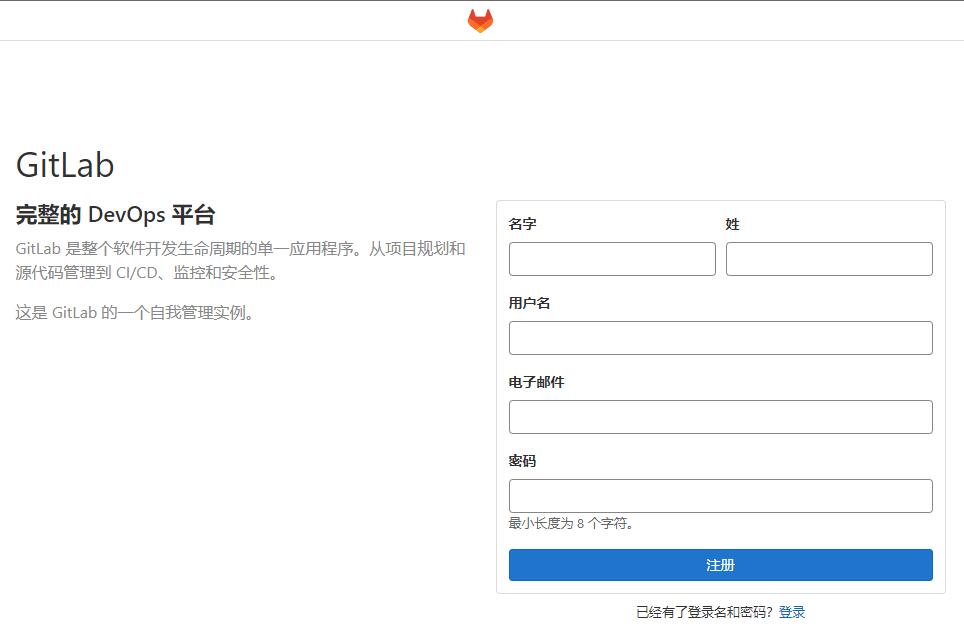 GitLab
完整的 DevOps 平台
GitLab 是整个软件开发生命周期的单一应用程序。从项目规划和
源代码管理到 CI/CD、监控和安全性。
这是 GitLab 的一个自我管理实例。
名字
姓
用户名
电子邮件
密码
最小长度为 8 个字符。
注册
已经有了登录名和密码？登录